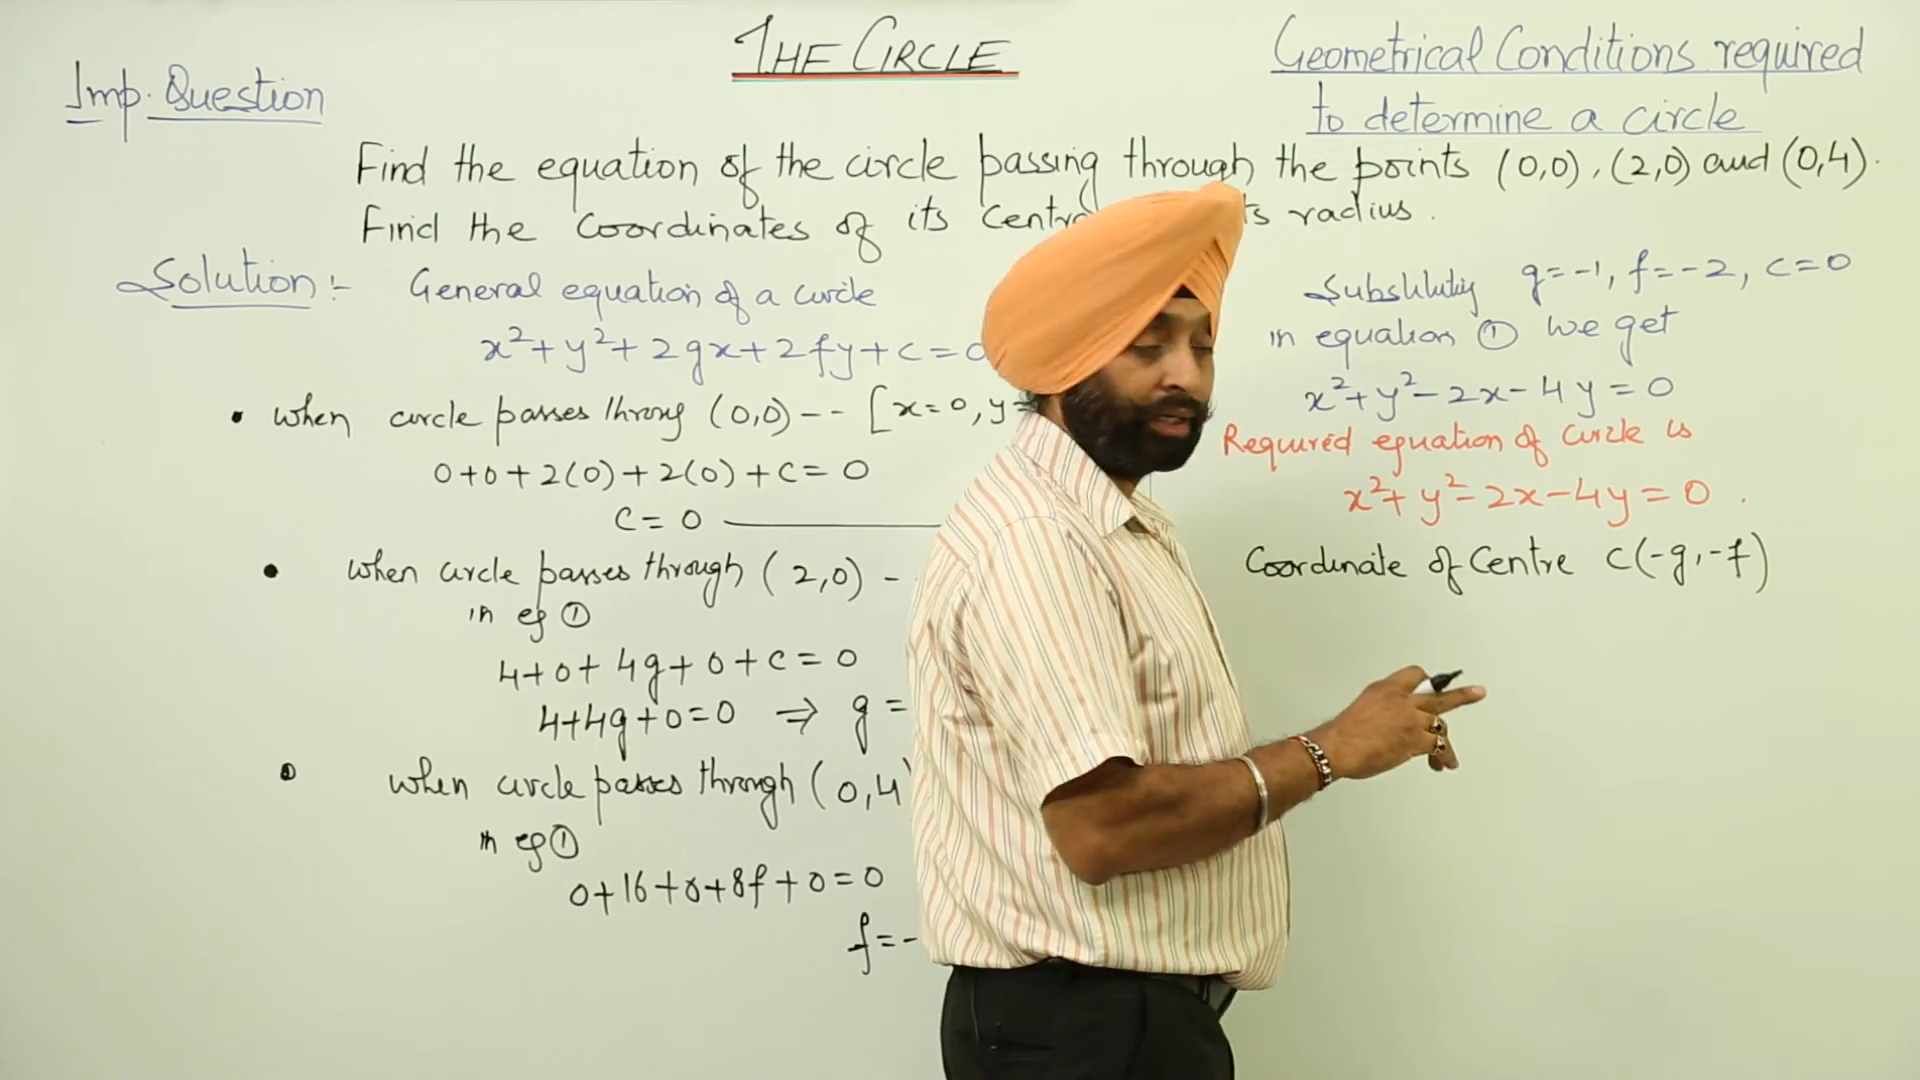 THE CIRCLE
Geometrical Conditions required
to determine a circle
Imp. Question
Find the equation of the circle passing through the points (0,0), (2,0) and (0,4).
Find the coordinates of its radius.
Solution:- General equation of a circle
x²+y²+2gx+2fy+c=0
• when circle passes throug (0,0)-- [x=0, y=
0+0+2(0)+2(0)+c=0
c=0
• when circle passes through (2,0) -
in eq ①
4+0+4g+0+c=0
4+4g+0=0 ⇒ g=
• when circle passes through (0,4)
in eq ①
0+16+0+8f+0=0
f=-
Substituting g=-1, f=-2, c=0
in equation ① we get
x²+y²-2x-4y=0
Required equation of circle is
x²+y²-2x-4y=0.
Coordinate of Centre C(-g,-f)